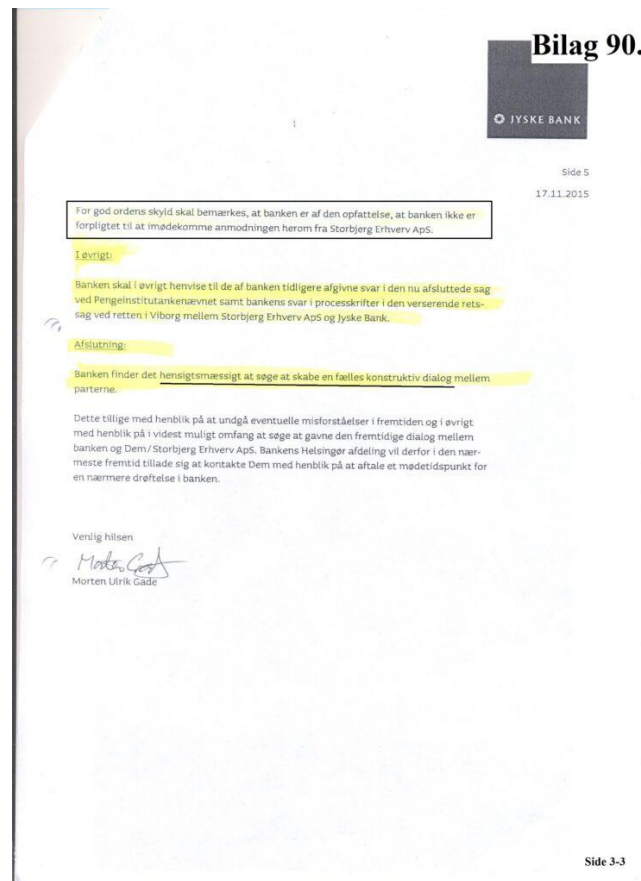 Bilag 90.
JYSKE BANK
Side 5
17.11.2015
For god ordens skyld skal bemærkes, at banken er af den opfattelse, at banken ikke er
forpligtet til at imødekomme anmodningen herom fra Storbjerg Erhverv ApS.
I øvrigt:
Banken skal i øvrigt henvise til de af banken tidligere afgivne svar i den nu afsluttede sag
ved Pengeinstitutankenævnet samt bankens svar i processkrifter i den verserende rets-
sag ved retten i Viborg mellem Storbjerg Erhverv ApS og Jyske Bank.
Afslutning:
Banken finder det hensigtsmæssigt at søge at skabe en fælles konstruktiv dialog mellem
parterne.
Dette tillige med henblik på at undgå eventuelle misforståelser i fremtiden og i øvrigt
med henblik på i videst muligt omfang at søge at gavne den fremtidige dialog mellem
banken og Dem/Storbjerg Erhverv ApS. Bankens Helsingør afdeling vil derfor i den nær-
meste fremtid tillade sig at kontakte Dem med henblik på at aftale et mødetidspunkt for
en nærmere drøftelse i banken.
Venlig hilsen
Morten Ulrik Gade
Side 3-3